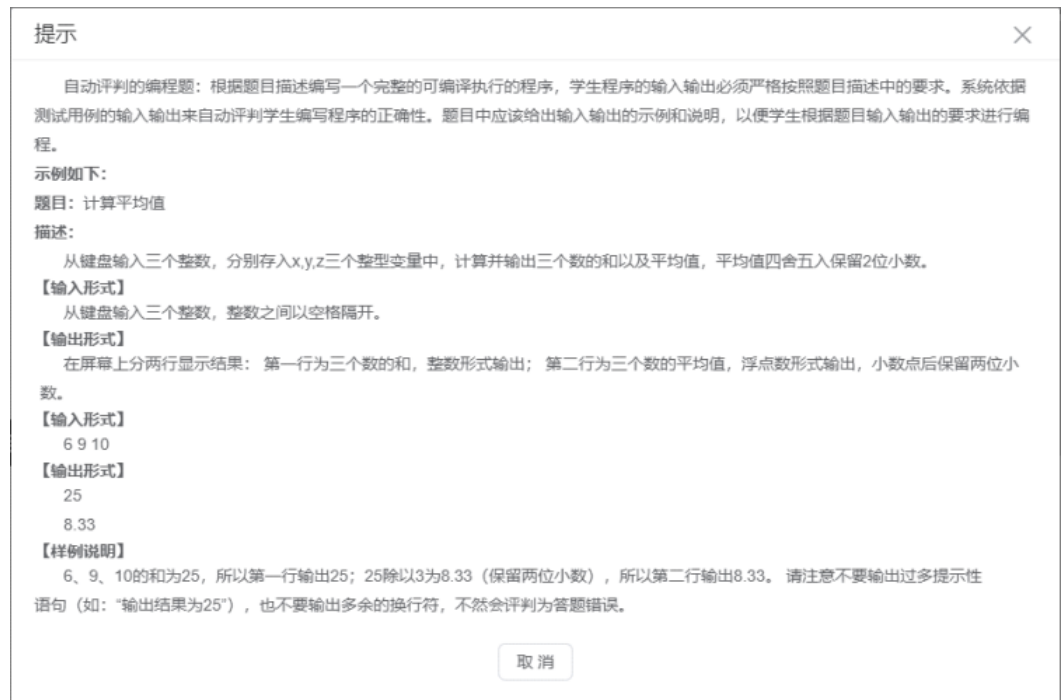 提示
自动评判的编程题：根据题目描述编写一个完整的可编译执行的程序，学生程序的输入输出必须严格按照题目描述中的要求。系统依据
测试用例的输入输出来自动评判学生编写程序的正确性。题目中应该给出输入输出的示例和说明，以便学生根据题目输入输出的要求进行编
程。
示例如下：
题目：计算平均值
描述：
从键盘输入三个整数，分别存入x,y,z三个整型变量中，计算并输出三个数的和以及平均值，平均值四舍五入保留2位小数。
【输入形式】
从键盘输入三个整数，整数之间以空格隔开。
【输出形式】
在屏幕上分两行显示结果： 第一行为三个数的和，整数形式输出； 第二行为三个数的平均值，浮点数形式输出，小数点后保留两位小
数。
【输入形式】
6 9 10
【输出形式】
25
8.33
【样例说明】
6、9、10的和为25，所以第一行输出25；25除以3为8.33（保留两位小数），所以第二行输出8.33。 请注意不要输出过多提示性
语句（如：“输出结果为25”），也不要输出多余的换行符，不然会评判为答题错误。
取 消